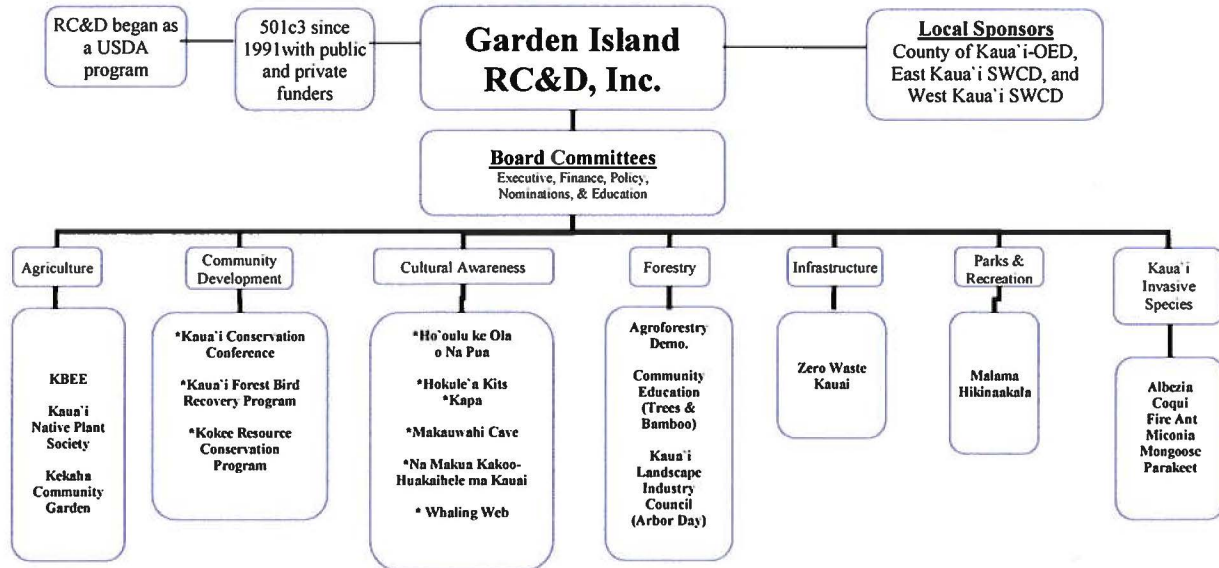 RC&D began as
a USDA
program
501c3 since
1991with public
and private
funders
Garden Island
RC&D, Inc.
Local Sponsors
County of Kaua`i-OED,
East Kaua`i SWCD, and
West Kaua`i SWCD
Board Committees
Executive, Finance, Policy,
Nominations, & Education
Agriculture
Community
Development
Cultural Awareness
Forestry
Infrastructure
Parks &
Recreation
Kaua`i
Invasive
Species
KBEE
Kaua`i
Native Plant
Society
Kekaha
Community
Garden
*Kaua`i Conservation
Conference
*Kaua`i Forest Bird
Recovery Program
*Kokee Resource
Conservation
Program
*Ho`oulu ke Ola
o Na Pua
*Hokule`a Kits
*Kapa
*Makauwahi Cave
*Na Makua Kakoo-
Huakaihele ma Kauai
* Whaling Web
Agroforestry
Demo.
Community
Education
(Trees &
Bamboo)
Kaua`i
Landscape
Industry
Council
(Arbor Day)
Zero Waste
Kauai
Malama
Hikinaakala
Albezia
Coqui
Fire Ant
Miconia
Mongoose
Parakeet